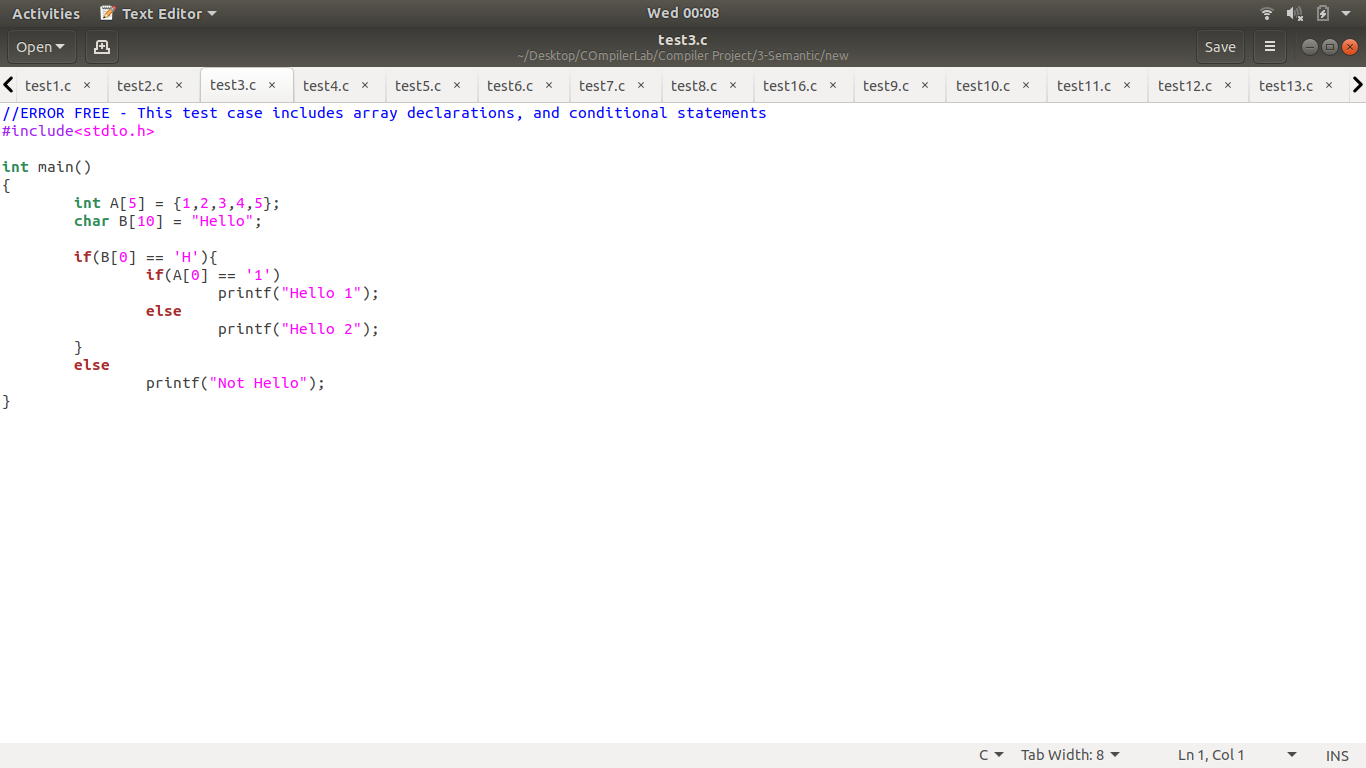 Activities Text Editor Wed 00:08
Open test3.c Save
~/Desktop/COmpilerLab/Compiler Project/3-Semantic/new
test1.c × test2.c × test3.c × test4.c × test5.c × test6.c × test7.c × test8.c × test16.c × test9.c × test10.c × test11.c × test12.c × test13.c ×
//ERROR FREE - This test case includes array declarations, and conditional statements
#include<stdio.h>
int main()
{
int A[5] = {1,2,3,4,5};
char B[10] = "Hello";
if(B[0] == 'H'){
if(A[0] == '1')
printf("Hello 1");
else
printf("Hello 2");
}
else
printf("Not Hello");
}
C Tab Width: 8 Ln 1, Col 1 INS